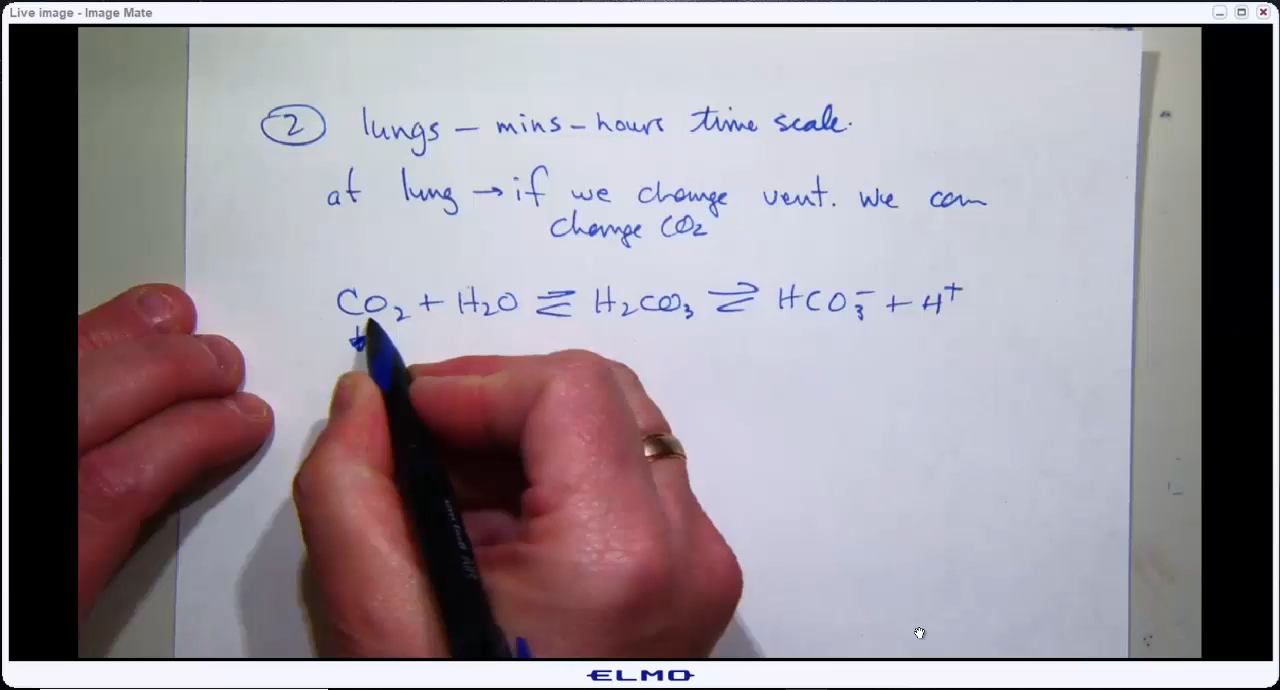 Live image - Image Mate
② lungs – mins – hours time scale.
at lung → if we change vent. we can
change CO₂
CO₂ + H₂O ⇌ H₂CO₃ ⇌ HCO₃⁻ + H⁺
↓
ELMO